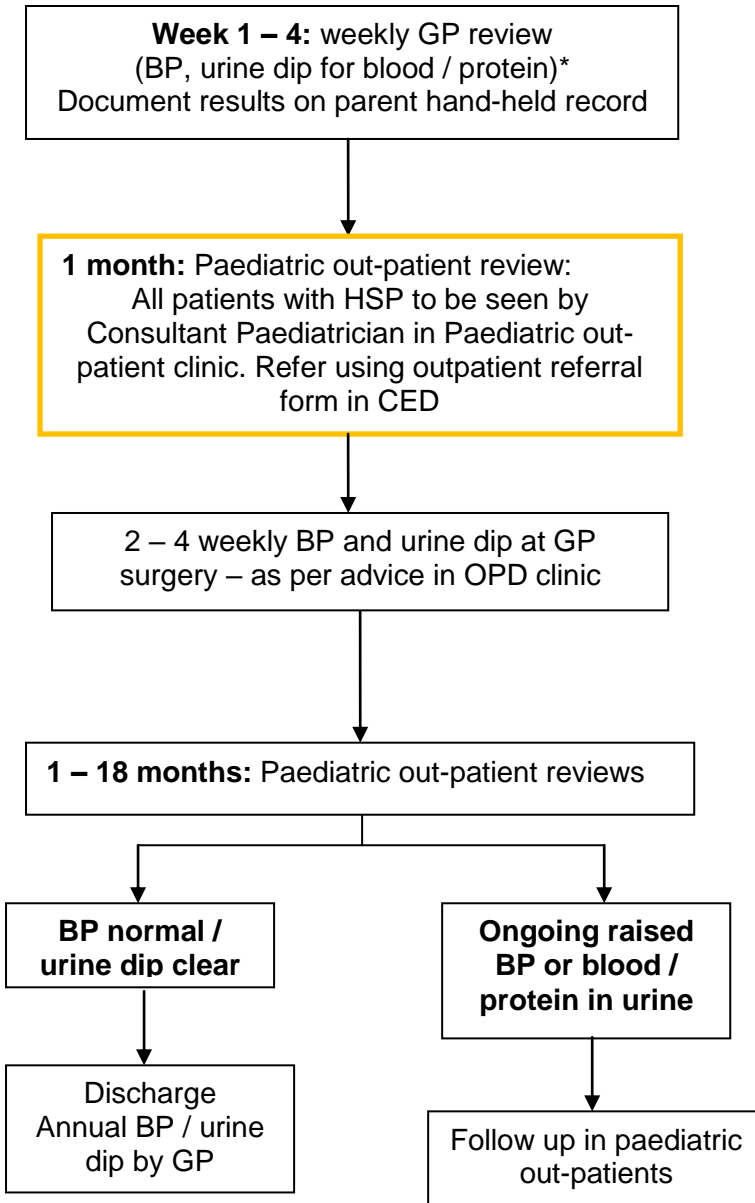 Week 1 – 4: weekly GP review
(BP, urine dip for blood / protein)*
Document results on parent hand-held record
1 month: Paediatric out-patient review:
All patients with HSP to be seen by
Consultant Paediatrician in Paediatric out-
patient clinic. Refer using outpatient referral
form in CED
2 – 4 weekly BP and urine dip at GP
surgery – as per advice in OPD clinic
1 – 18 months: Paediatric out-patient reviews
BP normal /
urine dip clear
Ongoing raised
BP or blood /
protein in urine
Discharge
Annual BP / urine
dip by GP
Follow up in paediatric
out-patients